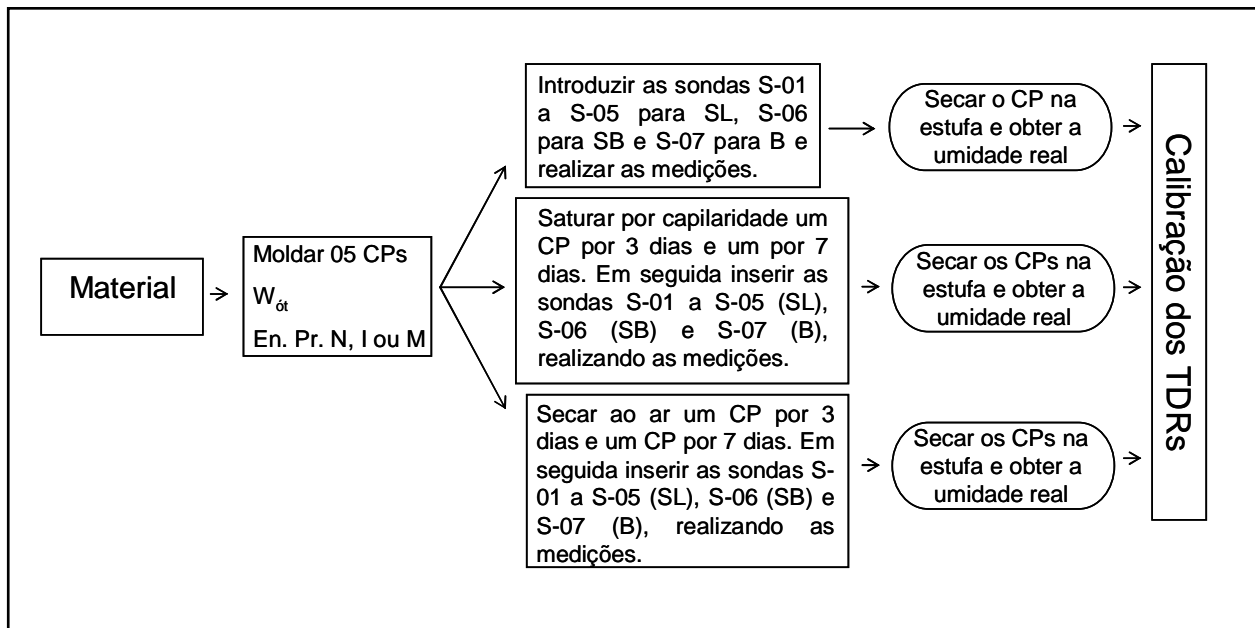 Material
Moldar 05 CPs
Wót
En. Pr. N, I ou M
Introduzir as sondas S-01
a S-05 para SL, S-06
para SB e S-07 para B e
realizar as medições.
Secar o CP na
estufa e obter a
umidade real
Saturar por capilaridade um
CP por 3 dias e um por 7
dias. Em seguida inserir as
sondas S-01 a S-05 (SL),
S-06 (SB) e S-07 (B),
realizando as medições.
Secar os CPs na
estufa e obter a
umidade real
Secar ao ar um CP por 3
dias e um CP por 7 dias. Em
seguida inserir as sondas S-
01 a S-05 (SL), S-06 (SB) e
S-07 (B), realizando as
medições.
Secar os CPs na
estufa e obter a
umidade real
Calibração dos TDRs